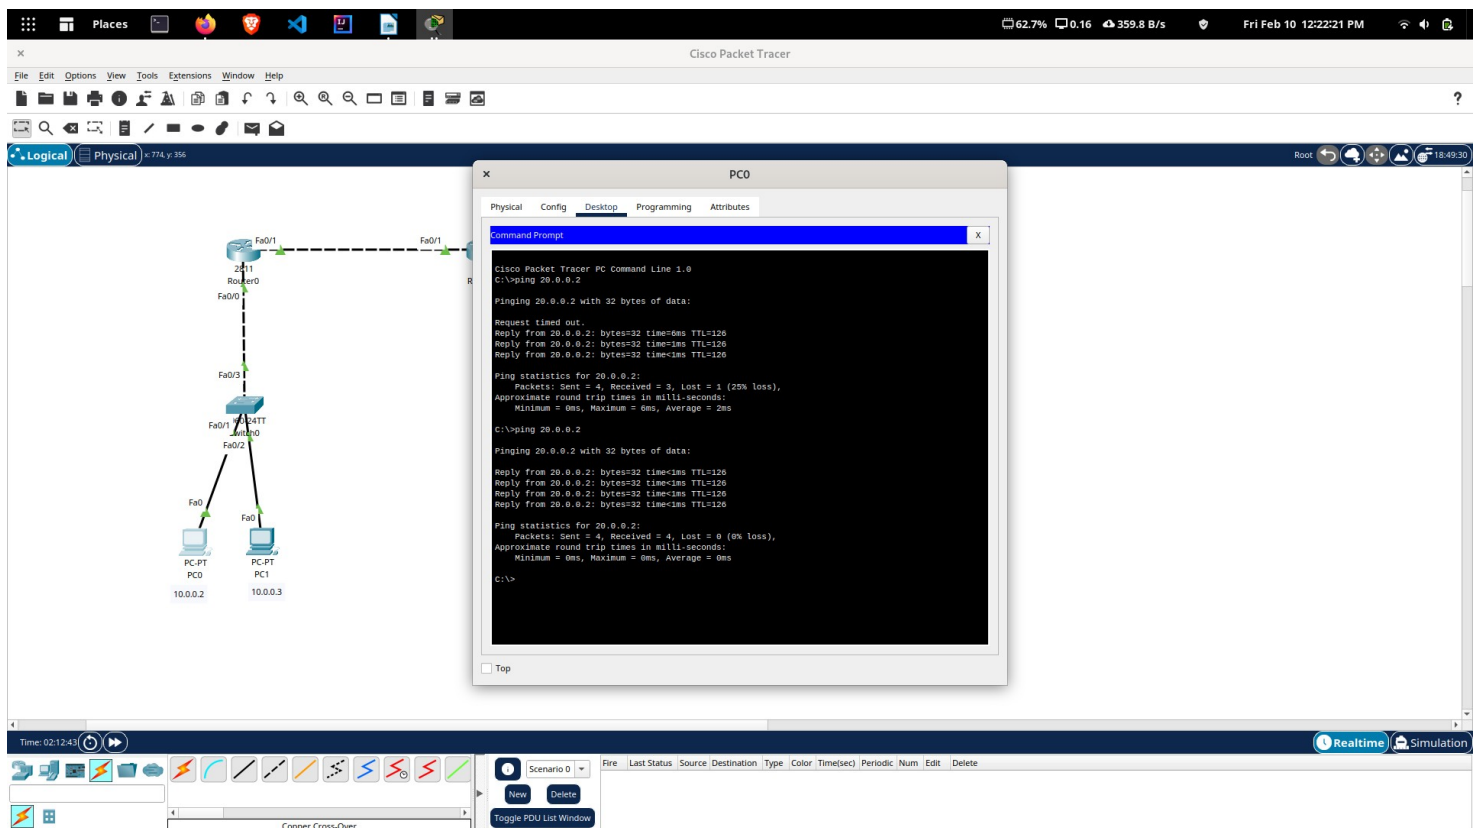 Places
62.7% 0.16 359.8 B/s
Fri Feb 10 12:22:21 PM
Cisco Packet Tracer
File Edit Options View Tools Extensions Window Help
?
Logical Physical x: 774, y: 356
Root 18:49:30
PC0
Physical Config Desktop Programming Attributes
Command Prompt X
Cisco Packet Tracer PC Command Line 1.0
C:\>ping 20.0.0.2
Pinging 20.0.0.2 with 32 bytes of data:
Request timed out.
Reply from 20.0.0.2: bytes=32 time=6ms TTL=126
Reply from 20.0.0.2: bytes=32 time=1ms TTL=126
Reply from 20.0.0.2: bytes=32 time<1ms TTL=126
Ping statistics for 20.0.0.2:
Packets: Sent = 4, Received = 3, Lost = 1 (25% loss),
Approximate round trip times in milli-seconds:
Minimum = 0ms, Maximum = 6ms, Average = 2ms
C:\>ping 20.0.0.2
Pinging 20.0.0.2 with 32 bytes of data:
Reply from 20.0.0.2: bytes=32 time<1ms TTL=126
Reply from 20.0.0.2: bytes=32 time<1ms TTL=126
Reply from 20.0.0.2: bytes=32 time<1ms TTL=126
Reply from 20.0.0.2: bytes=32 time<1ms TTL=126
Ping statistics for 20.0.0.2:
Packets: Sent = 4, Received = 4, Lost = 0 (0% loss),
Approximate round trip times in milli-seconds:
Minimum = 0ms, Maximum = 0ms, Average = 0ms
C:\>
Top
Fa0/1
Fa0/1
2811
Router0
R
Fa0/0
Fa0/3
Fa0/1
24TT
Switch0
Fa0/2
Fa0
Fa0
PC-PT
PC0
PC-PT
PC1
10.0.0.2
10.0.0.3
Time: 02:12:43
Realtime Simulation
Scenario 0
New Delete
Toggle PDU List Window
Fire Last Status Source Destination Type Color Time(sec) Periodic Num Edit Delete
Copper Cross-Over